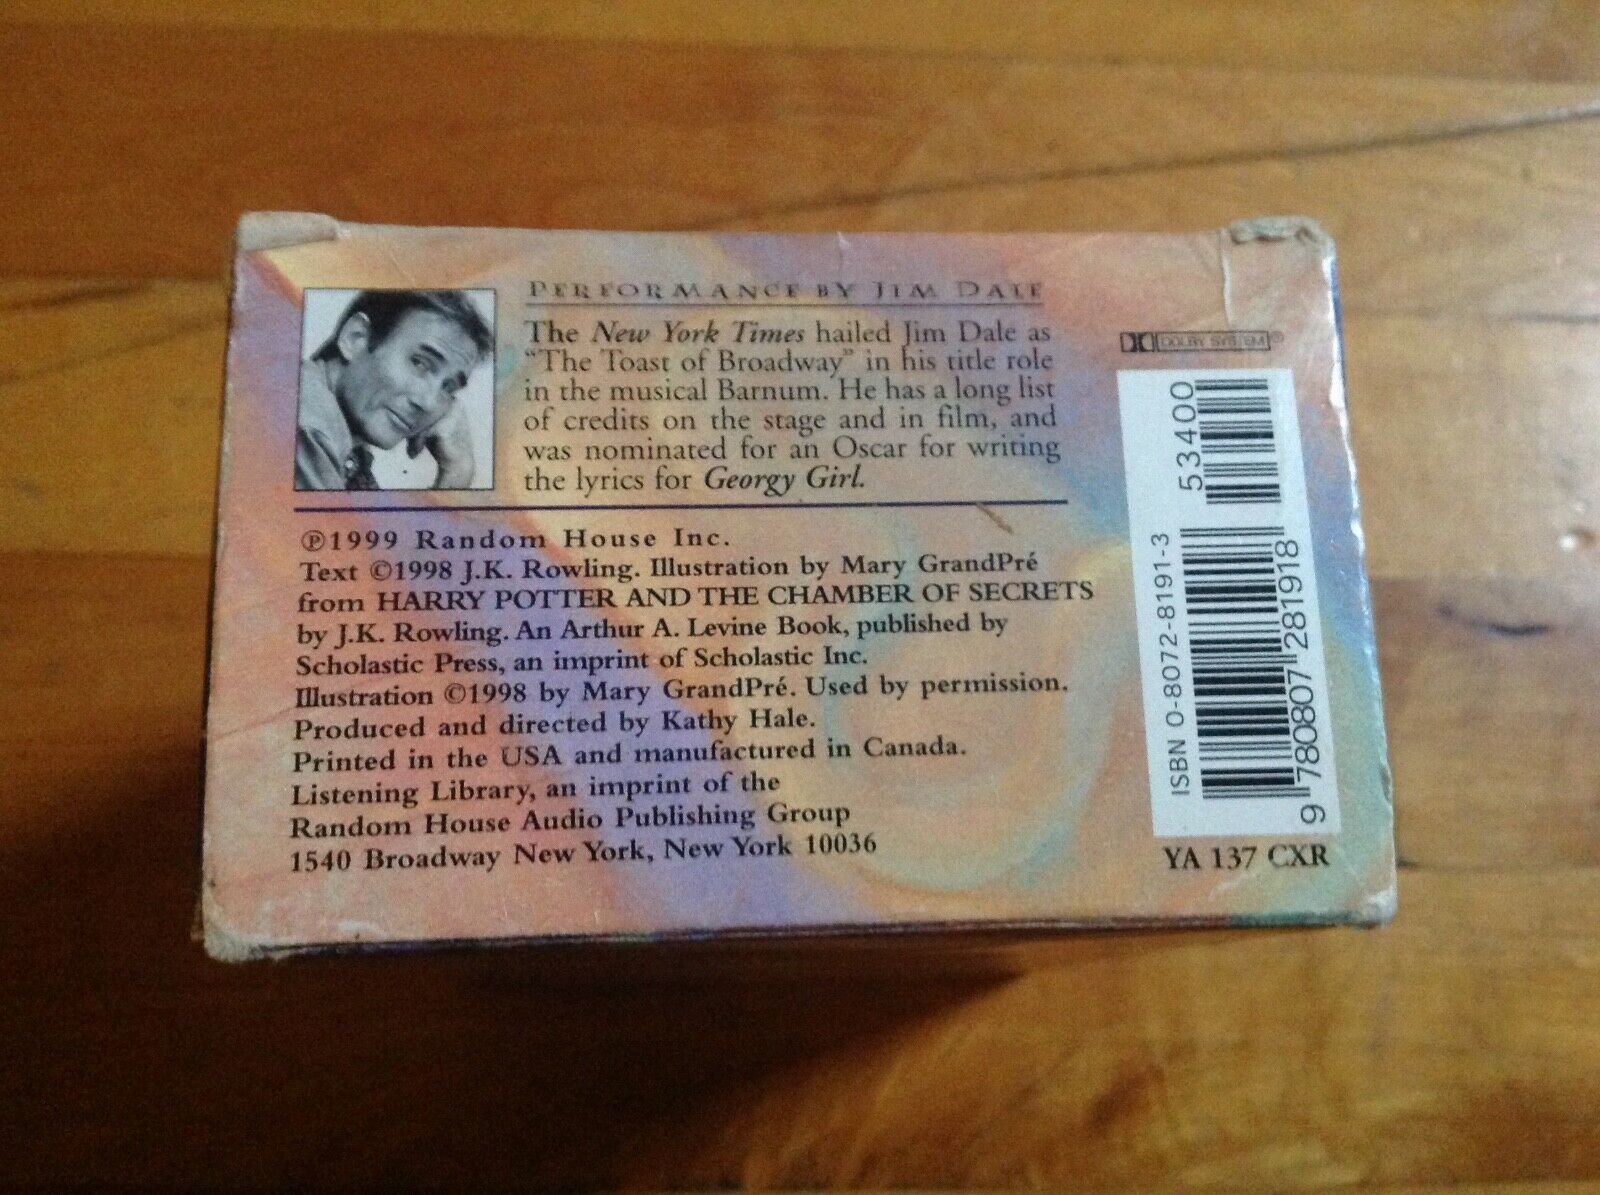 PERFORMANCE BY JIM DALE
The New York Times hailed Jim Dale as
“The Toast of Broadway” in his title role
in the musical Barnum. He has a long list
of credits on the stage and in film, and
was nominated for an Oscar for writing
the lyrics for Georgy Girl.
℗1999 Random House Inc.
Text ©1998 J.K. Rowling. Illustration by Mary GrandPré
from HARRY POTTER AND THE CHAMBER OF SECRETS
by J.K. Rowling. An Arthur A. Levine Book, published by
Scholastic Press, an imprint of Scholastic Inc.
Illustration ©1998 by Mary GrandPré. Used by permission.
Produced and directed by Kathy Hale.
Printed in the USA and manufactured in Canada.
Listening Library, an imprint of the
Random House Audio Publishing Group
1540 Broadway New York, New York 10036
DOLBY SYSTEM®
53400
ISBN 0-8072-8191-3
9 780807 281918
YA 137 CXR